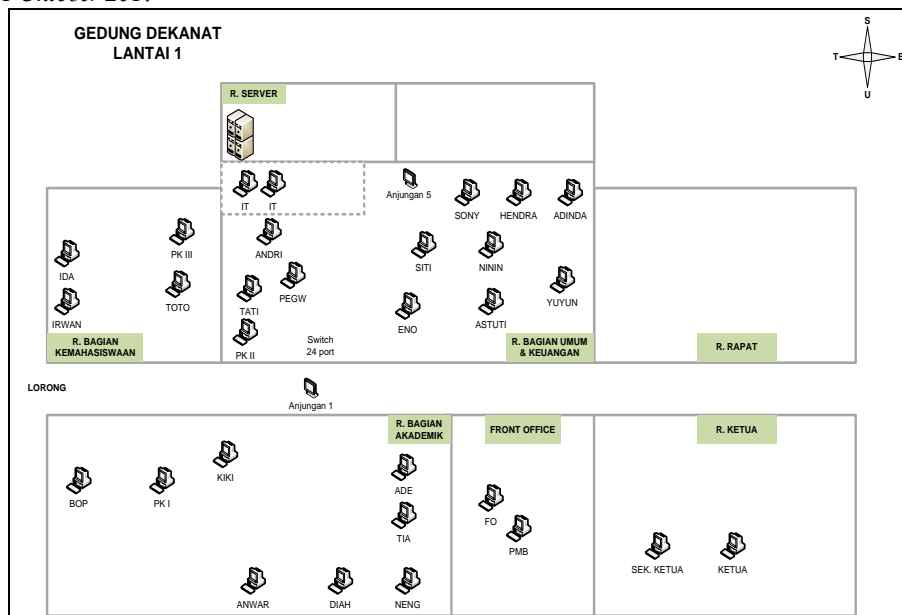 GEDUNG DEKANAT
LANTAI 1
S
T
B
U
R. SERVER
IT
IT
Anjungan 5
SONY
HENDRA
ADINDA
IDA
PK III
ANDRI
SITI
NININ
IRWAN
TOTO
TATI
PEGW
ENO
ASTUTI
YUYUN
PK II
Switch
24 port
R. BAGIAN
KEMAHASISWAAN
R. BAGIAN UMUM
& KEUANGAN
R. RAPAT
LORONG
Anjungan 1
R. BAGIAN
AKADEMIK
FRONT OFFICE
R. KETUA
BOP
PK I
KIKI
ADE
TIA
FO
PMB
SEK. KETUA
KETUA
ANWAR
DIAH
NENG